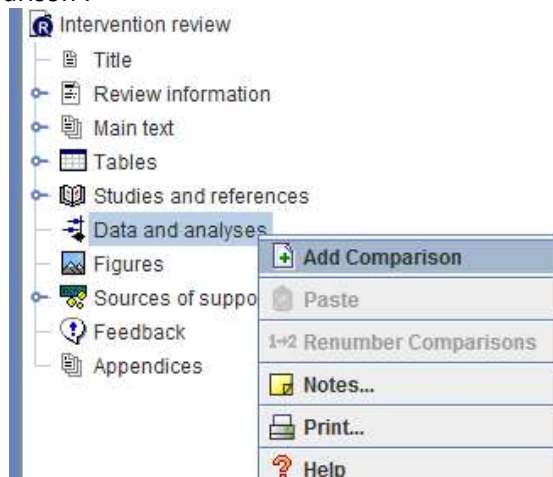 Intervention review
Title
Review information
Main text
Tables
Studies and references
Data and analyses
Add Comparison
Figures
Sources of suppo
Paste
Feedback
1→2 Renumber Comparisons
Appendices
Notes...
Print...
Help